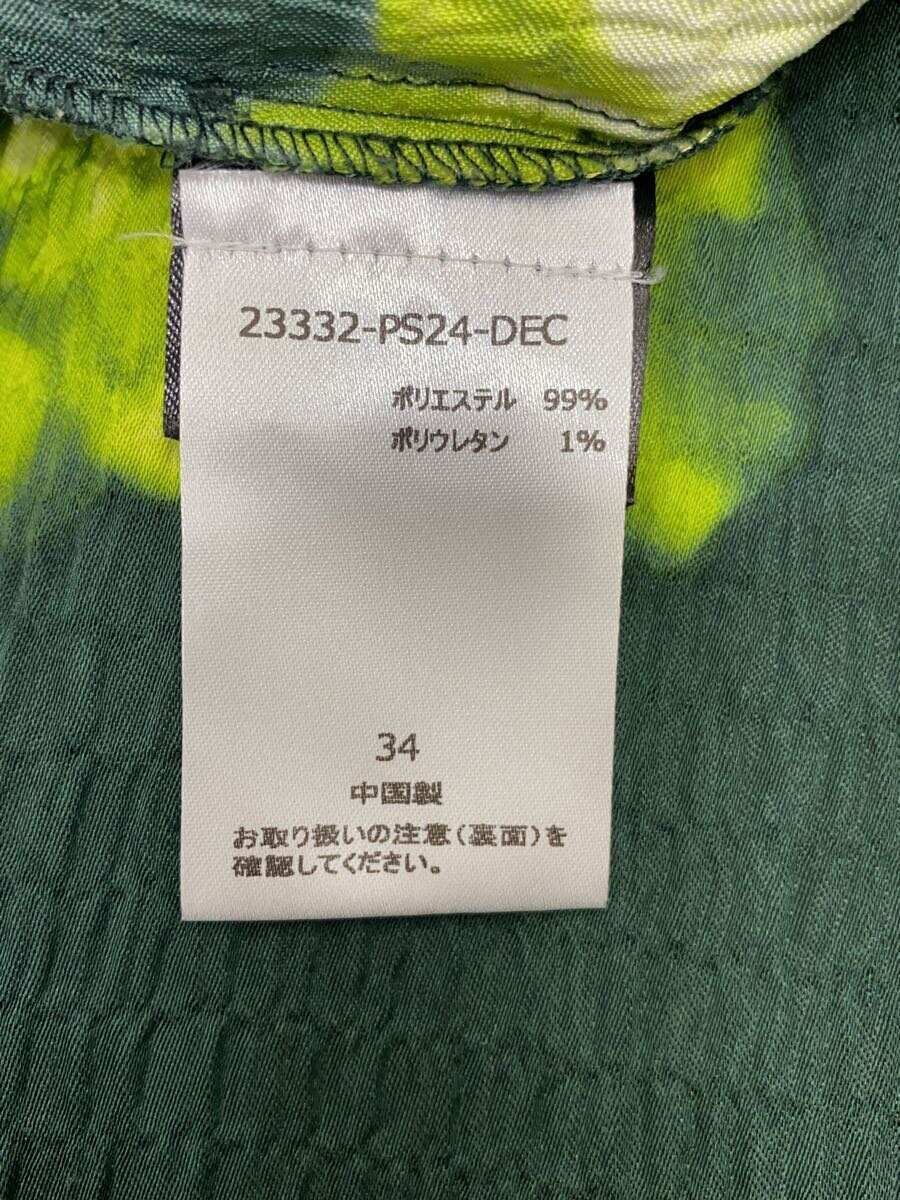 23332-PS24-DEC
ポリエステル 99%
ポリウレタン 1%
34
中国製
お取り扱いの注意(裏面)を
確認してください。